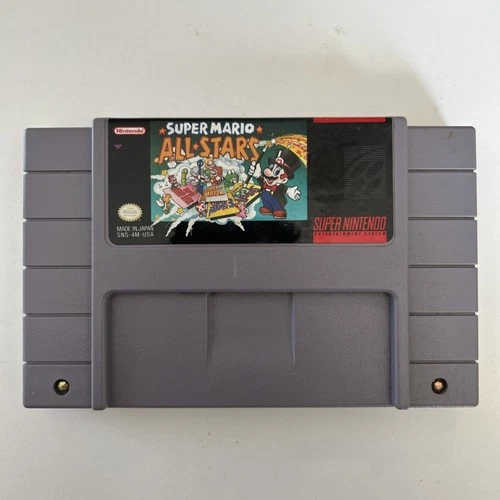 Nintendo
SUPER MARIO
ALL★STARS
MADE IN JAPAN
SNS-4M-USA
SUPER NINTENDO
ENTERTAINMENT SYSTEM